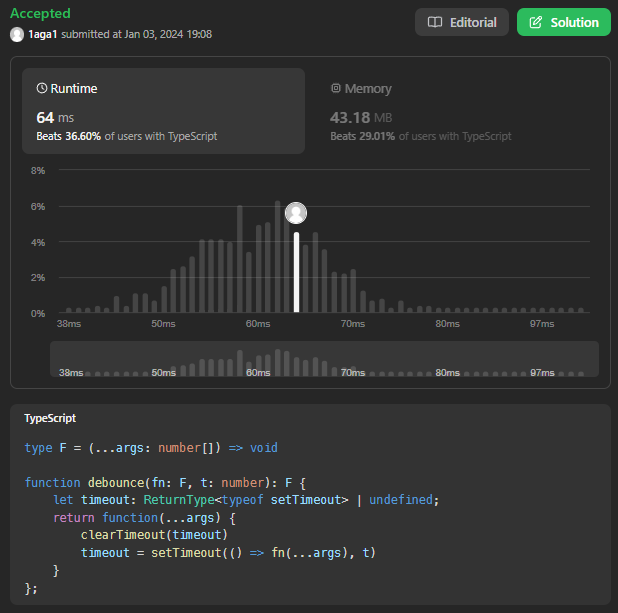 Accepted
1aga1 submitted at Jan 03, 2024 19:08
Editorial
Solution
Runtime
64 ms
Beats 36.60% of users with TypeScript
Memory
43.18 MB
Beats 29.01% of users with TypeScript
8%
6%
4%
2%
0%
38ms 50ms 60ms 70ms 80ms 97ms
38ms 50ms 60ms 70ms 80ms 97ms
TypeScript
type F = (...args: number[]) => void
function debounce(fn: F, t: number): F {
    let timeout: ReturnType<typeof setTimeout> | undefined;
    return function(...args) {
        clearTimeout(timeout)
        timeout = setTimeout(() => fn(...args), t)
    }
};